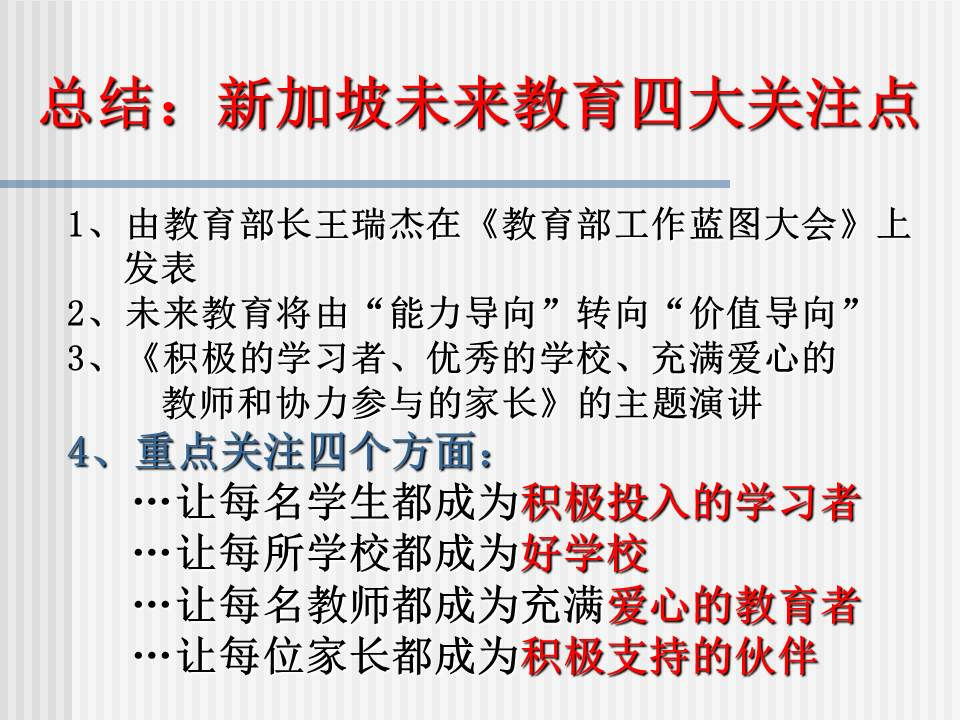 总结：新加坡未来教育四大关注点
1、由教育部长王瑞杰在《教育部工作蓝图大会》上
发表
2、未来教育将由“能力导向”转向“价值导向”
3、《积极的学习者、优秀的学校、充满爱心的
教师和协力参与的家长》的主题演讲
4、重点关注四个方面：
…让每名学生都成为积极投入的学习者
…让每所学校都成为好学校
…让每名教师都成为充满爱心的教育者
…让每位家长都成为积极支持的伙伴